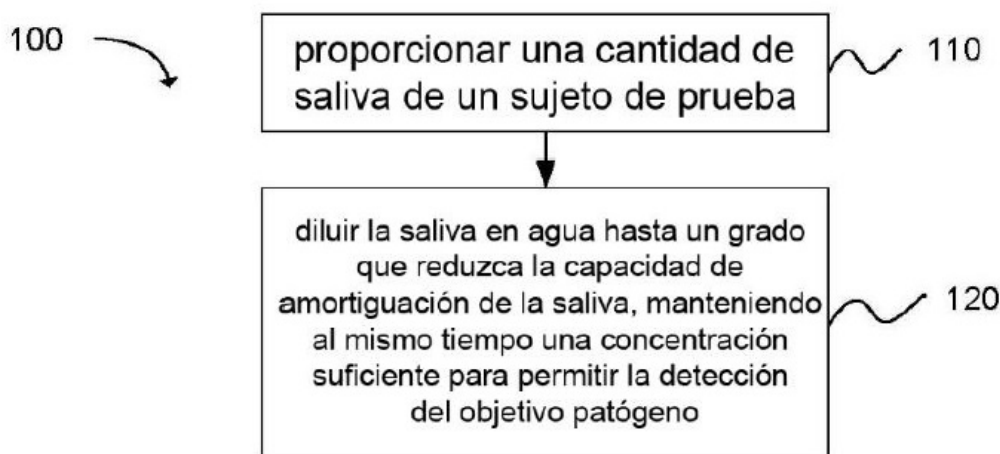 100
proporcionar una cantidad de
saliva de un sujeto de prueba
110
diluir la saliva en agua hasta un grado
que reduzca la capacidad de
amortiguación de la saliva, manteniendo
al mismo tiempo una concentración
suficiente para permitir la detección
del objetivo patógeno
120